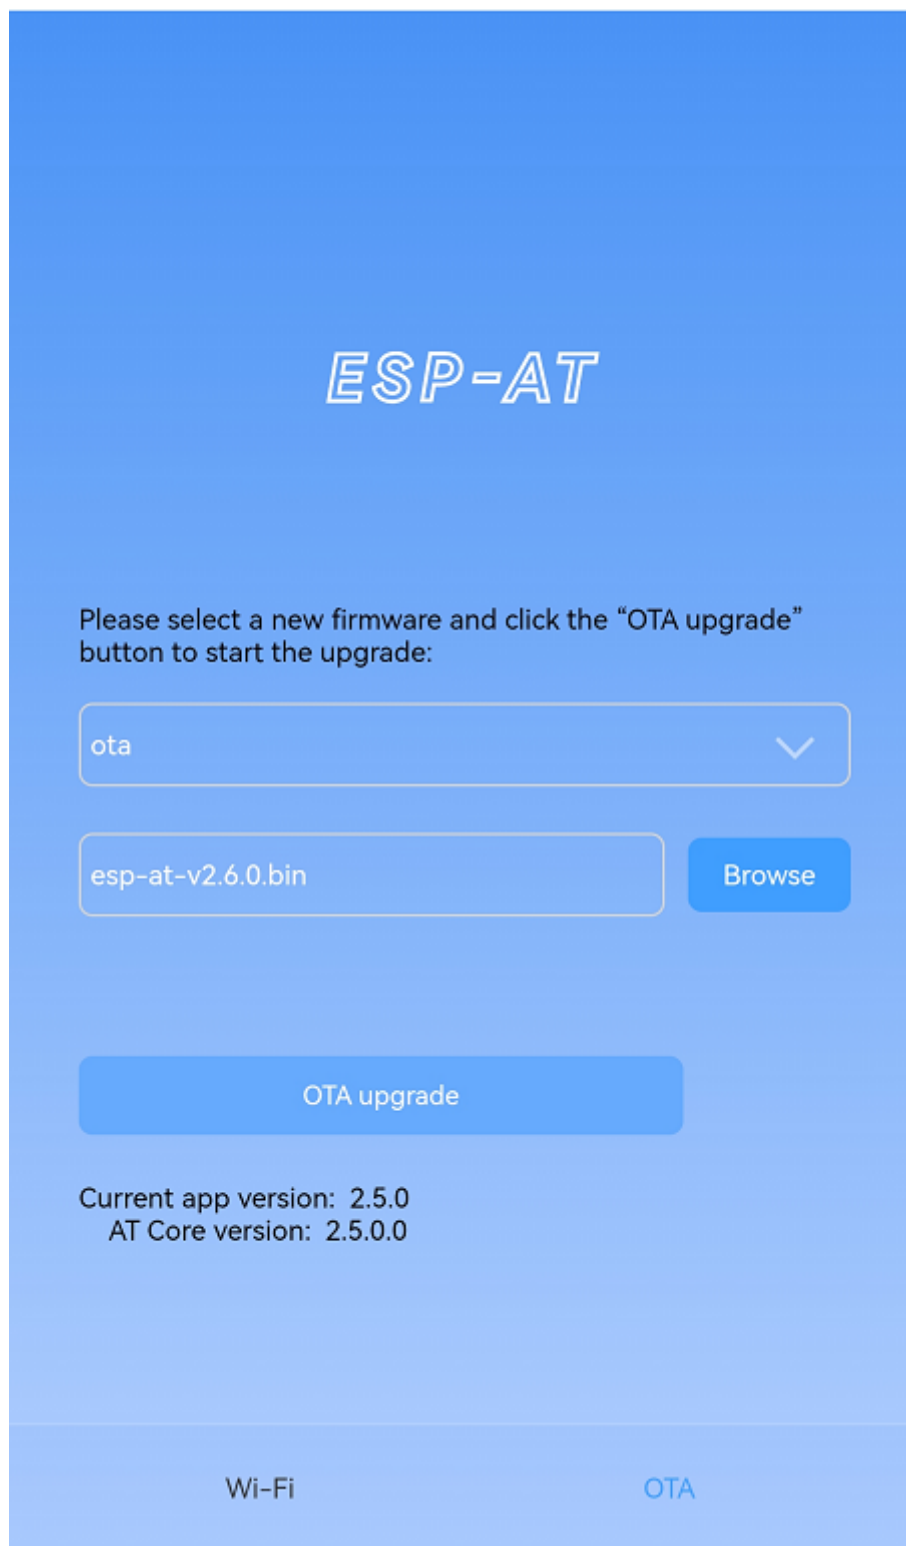 ESP-AT
Please select a new firmware and click the “OTA upgrade”
button to start the upgrade:
ota
esp-at-v2.6.0.bin
Browse
OTA upgrade
Current app version: 2.5.0
AT Core version: 2.5.0.0
Wi-Fi
OTA